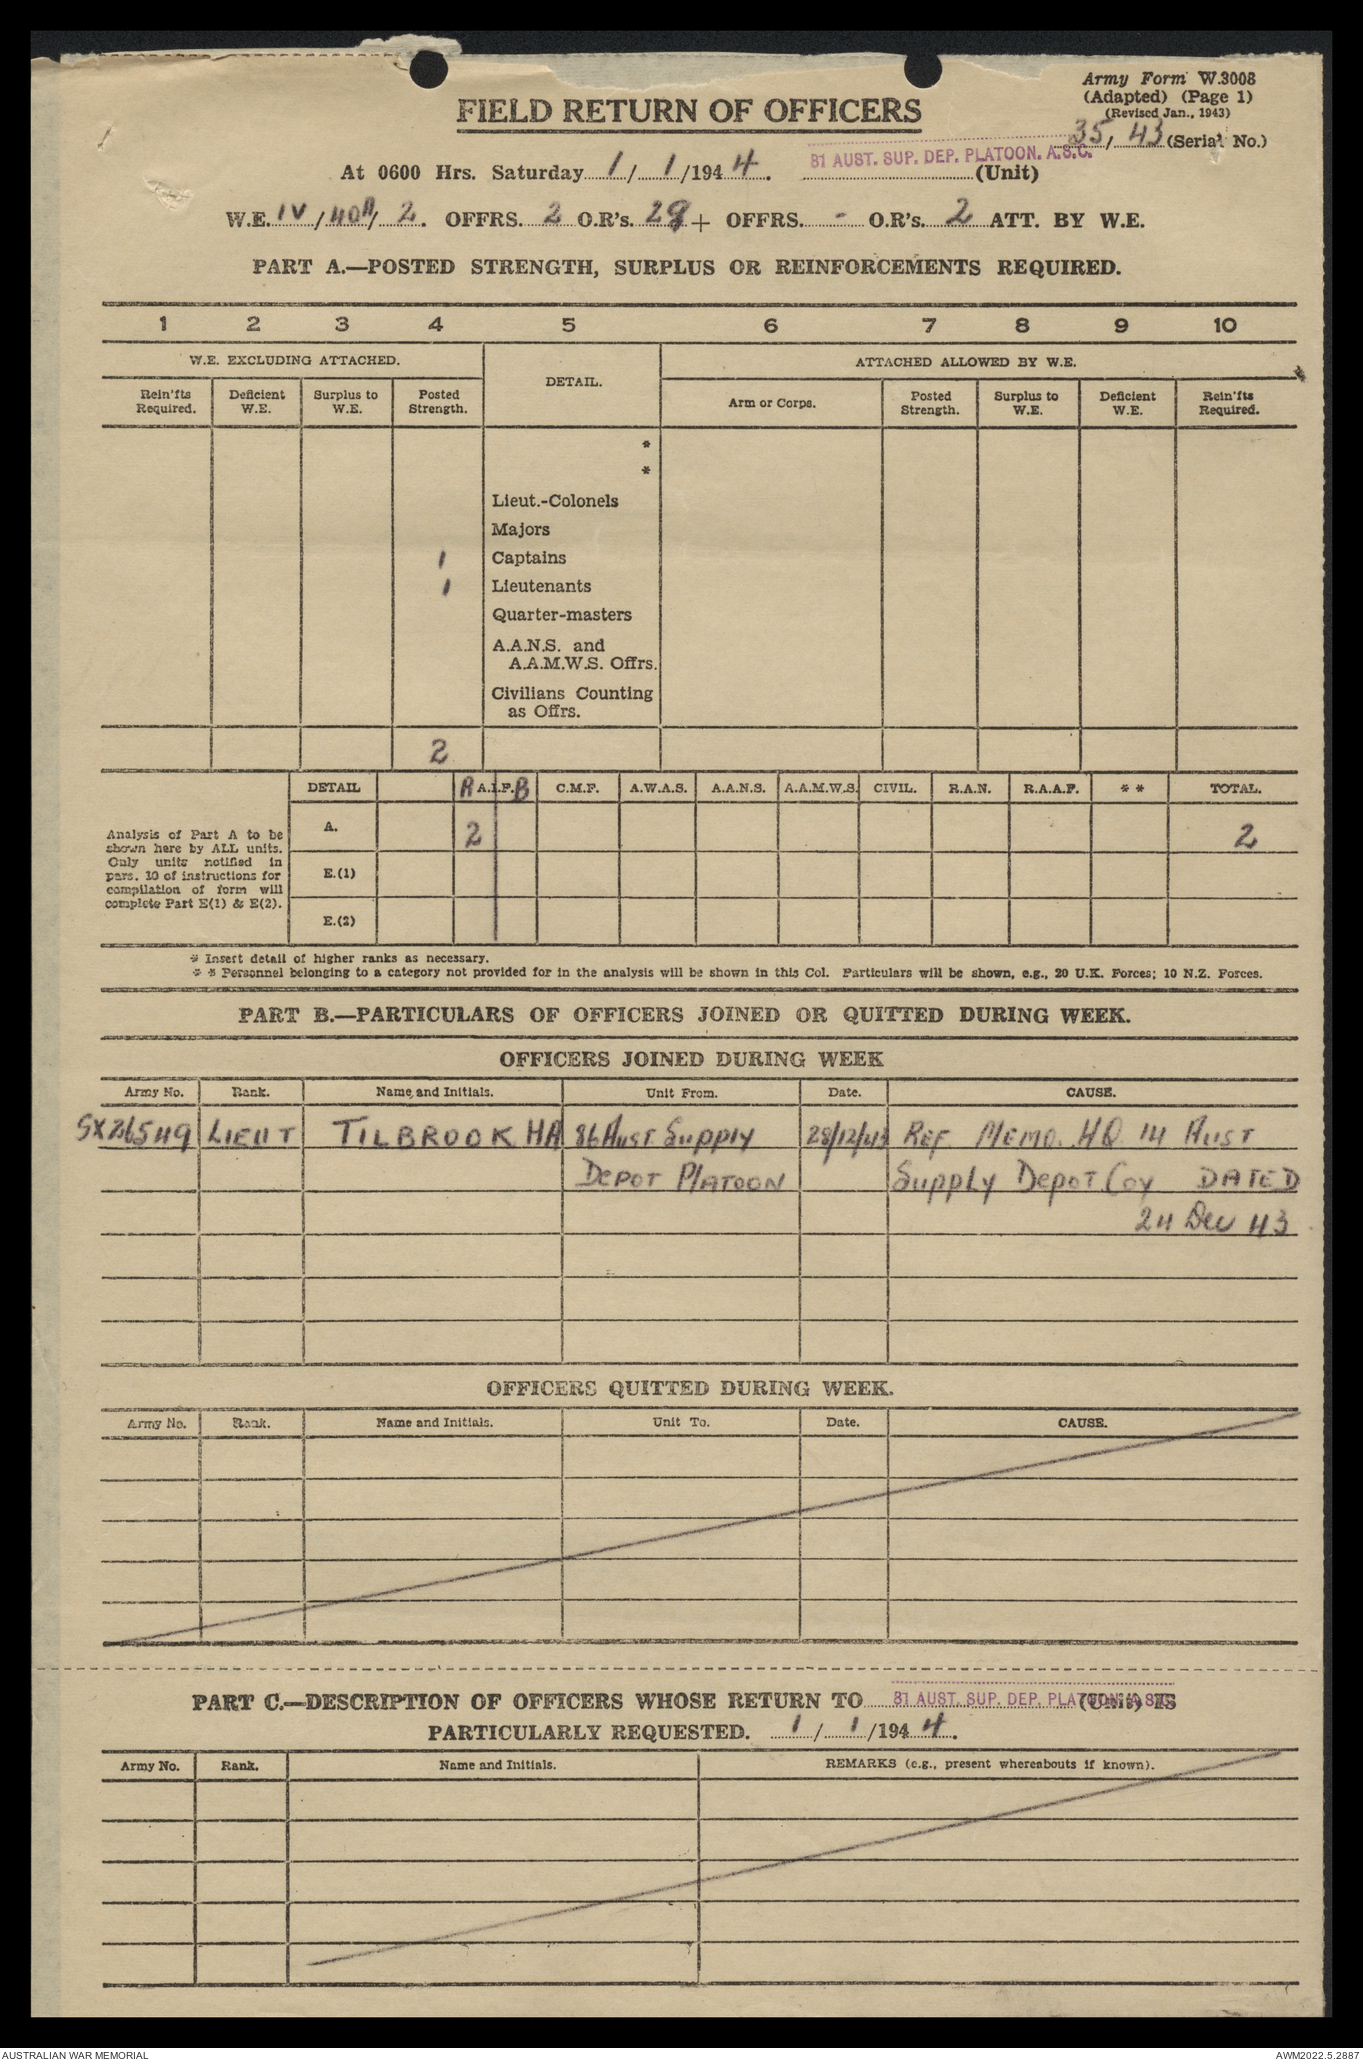 Army Form W.3008
(Adapted) (Page 1)
(Revised Jan., 1943)
FIELD RETURN OF OFFICERS
35/43 (Serial No.)
At 0600 Hrs. Saturday 1/1/1944. 81 AUST. SUP. DEP. PLATOON. A.S.C. (Unit)
W.E. IV/40A/2. OFFRS. 2 O.R's. 28 + OFFRS. - O.R's. 2 ATT. BY W.E.
PART A.—POSTED STRENGTH, SURPLUS OR REINFORCEMENTS REQUIRED.
1 2 3 4 5 6 7 8 9 10
W.E. EXCLUDING ATTACHED. DETAIL. ATTACHED ALLOWED BY W.E.
Rein'fts Required. Deficient W.E. Surplus to W.E. Posted Strength. Arm or Corps. Posted Strength. Surplus to W.E. Deficient W.E. Rein'fts Required.
*
*
Lieut.-Colonels
Majors
1 Captains
1 Lieutenants
Quarter-masters
A.A.N.S. and
A.A.M.W.S. Offrs.
Civilians Counting
as Offrs.
2
DETAIL A A.I.F. B C.M.F. A.W.A.S. A.A.N.S. A.A.M.W.S. CIVIL. R.A.N. R.A.A.F. * * TOTAL.
Analysis of Part A to be
shown here by ALL units.
Only units notified in
pars. 10 of instructions for
compilation of form will
complete Part E(1) & E(2).
A. 2 2
E.(1)
E.(2)
* Insert detail of higher ranks as necessary.
* * Personnel belonging to a category not provided for in the analysis will be shown in this Col. Particulars will be shown, e.g., 20 U.K. Forces; 10 N.Z. Forces.
PART B.—PARTICULARS OF OFFICERS JOINED OR QUITTED DURING WEEK.
OFFICERS JOINED DURING WEEK
Army No. Rank. Name and Initials. Unit From. Date. CAUSE.
LIEUT TILBROOK HA 86 Aust Supply 28/12/43 REF MEMO. HQ 14 AUST
DEPOT PLATOON Supply Depot Coy DATED
24 Dec 43
OFFICERS QUITTED DURING WEEK.
Army No. Rank. Name and Initials. Unit To. Date. CAUSE.
PART C.—DESCRIPTION OF OFFICERS WHOSE RETURN TO 81 AUST. SUP. DEP. PLATOON. A.S.C. (Unit) IS
PARTICULARLY REQUESTED. 1/1/1944.
Army No. Rank. Name and Initials. REMARKS (e.g., present whereabouts if known).
AUSTRALIAN WAR MEMORIAL
AWM2022.5.2887